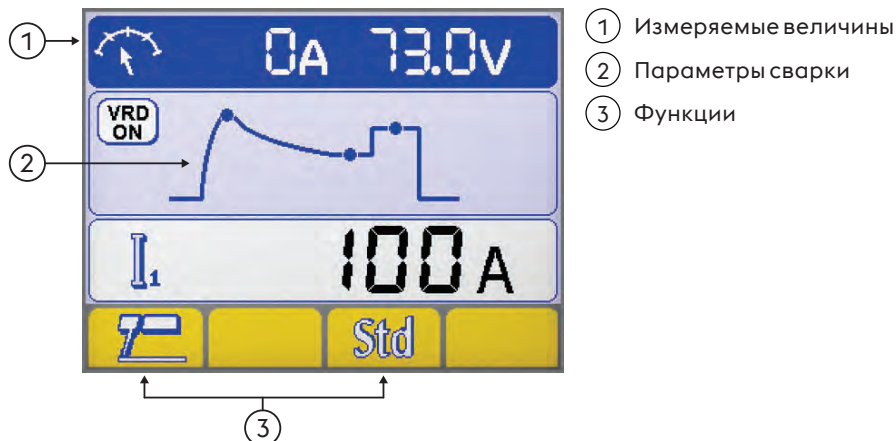 1 0A 73.0V
VRD
ON
2
I1 100A
Std
3
1 Измеряемые величины
2 Параметры сварки
3 Функции